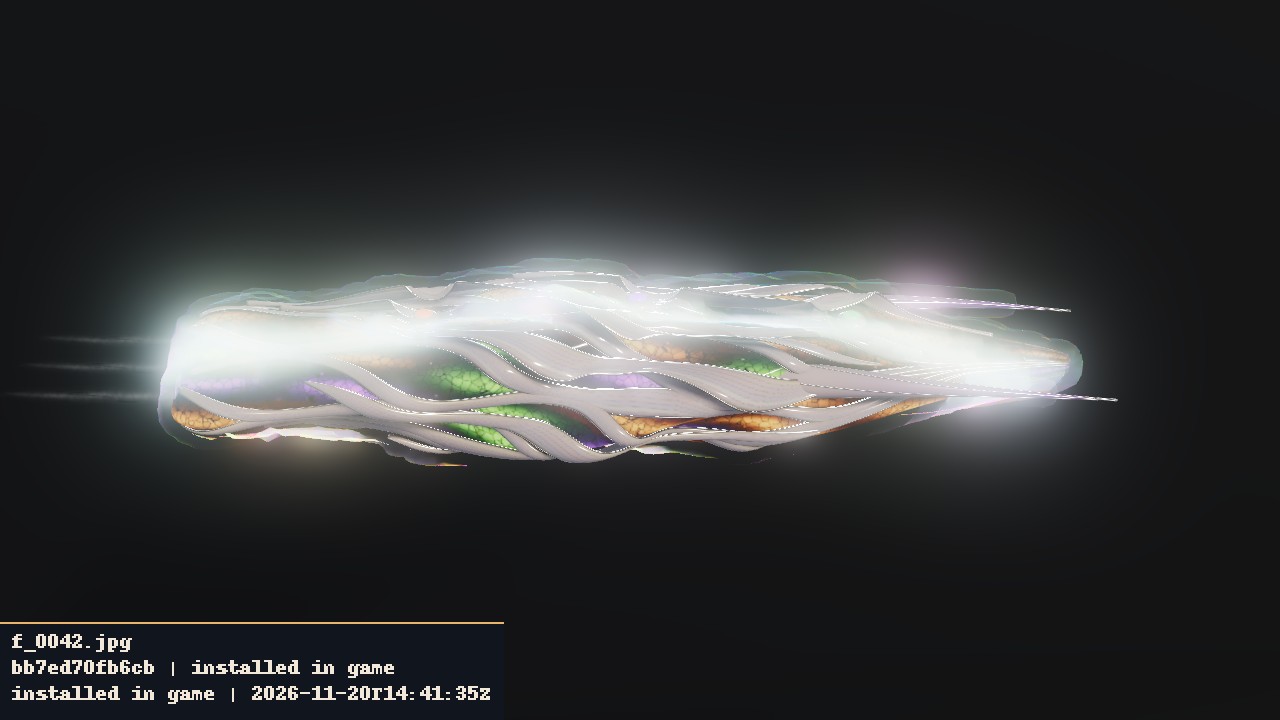 f_0042.jpg
bb7ed70fb6cb | installed in game
installed in game | 2026-11-20T14:41:35Z